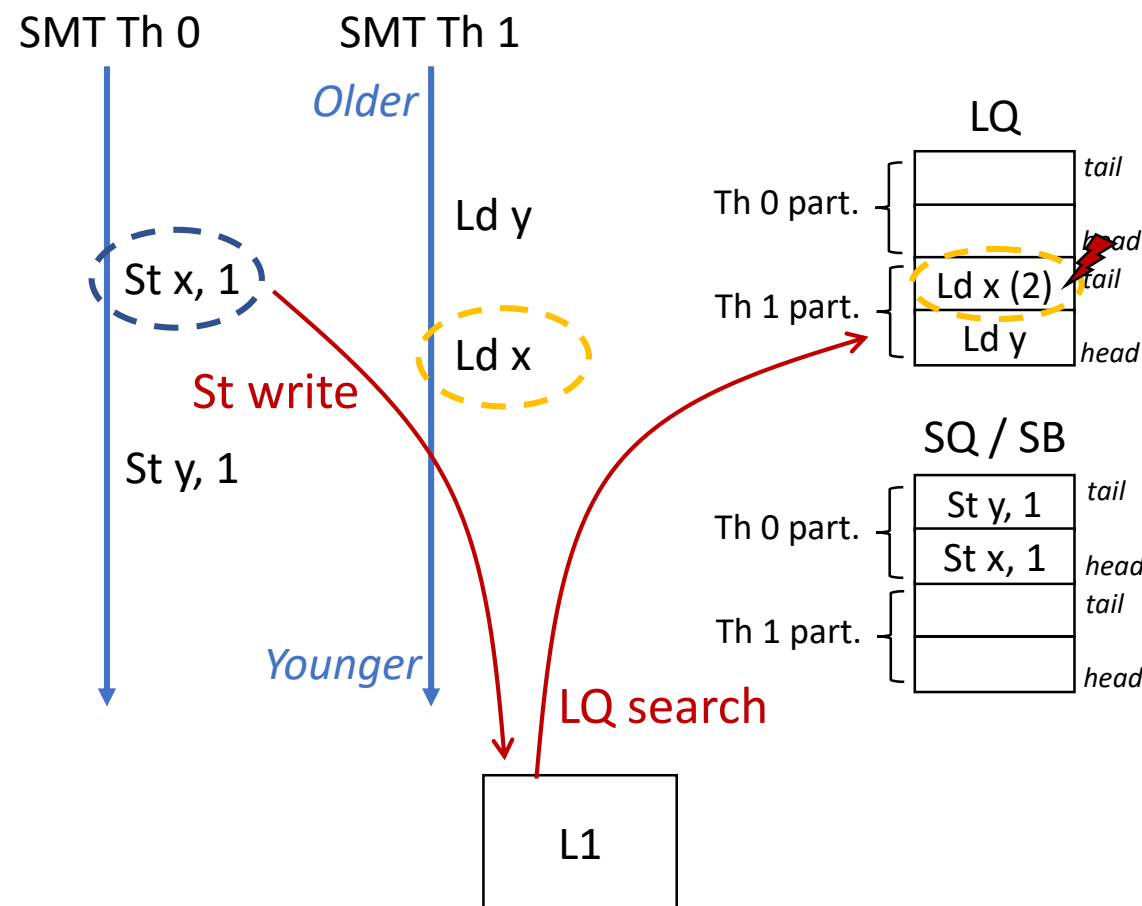 SMT Th 0
SMT Th 1
Older
Ld y
St x, 1
Ld x
St write
St y, 1
Younger
LQ search
L1
LQ
Th 0 part.
tail
head
Th 1 part.
Ld x (2)
tail
Ld y
head
SQ / SB
Th 0 part.
St y, 1
tail
St x, 1
head
Th 1 part.
tail
head